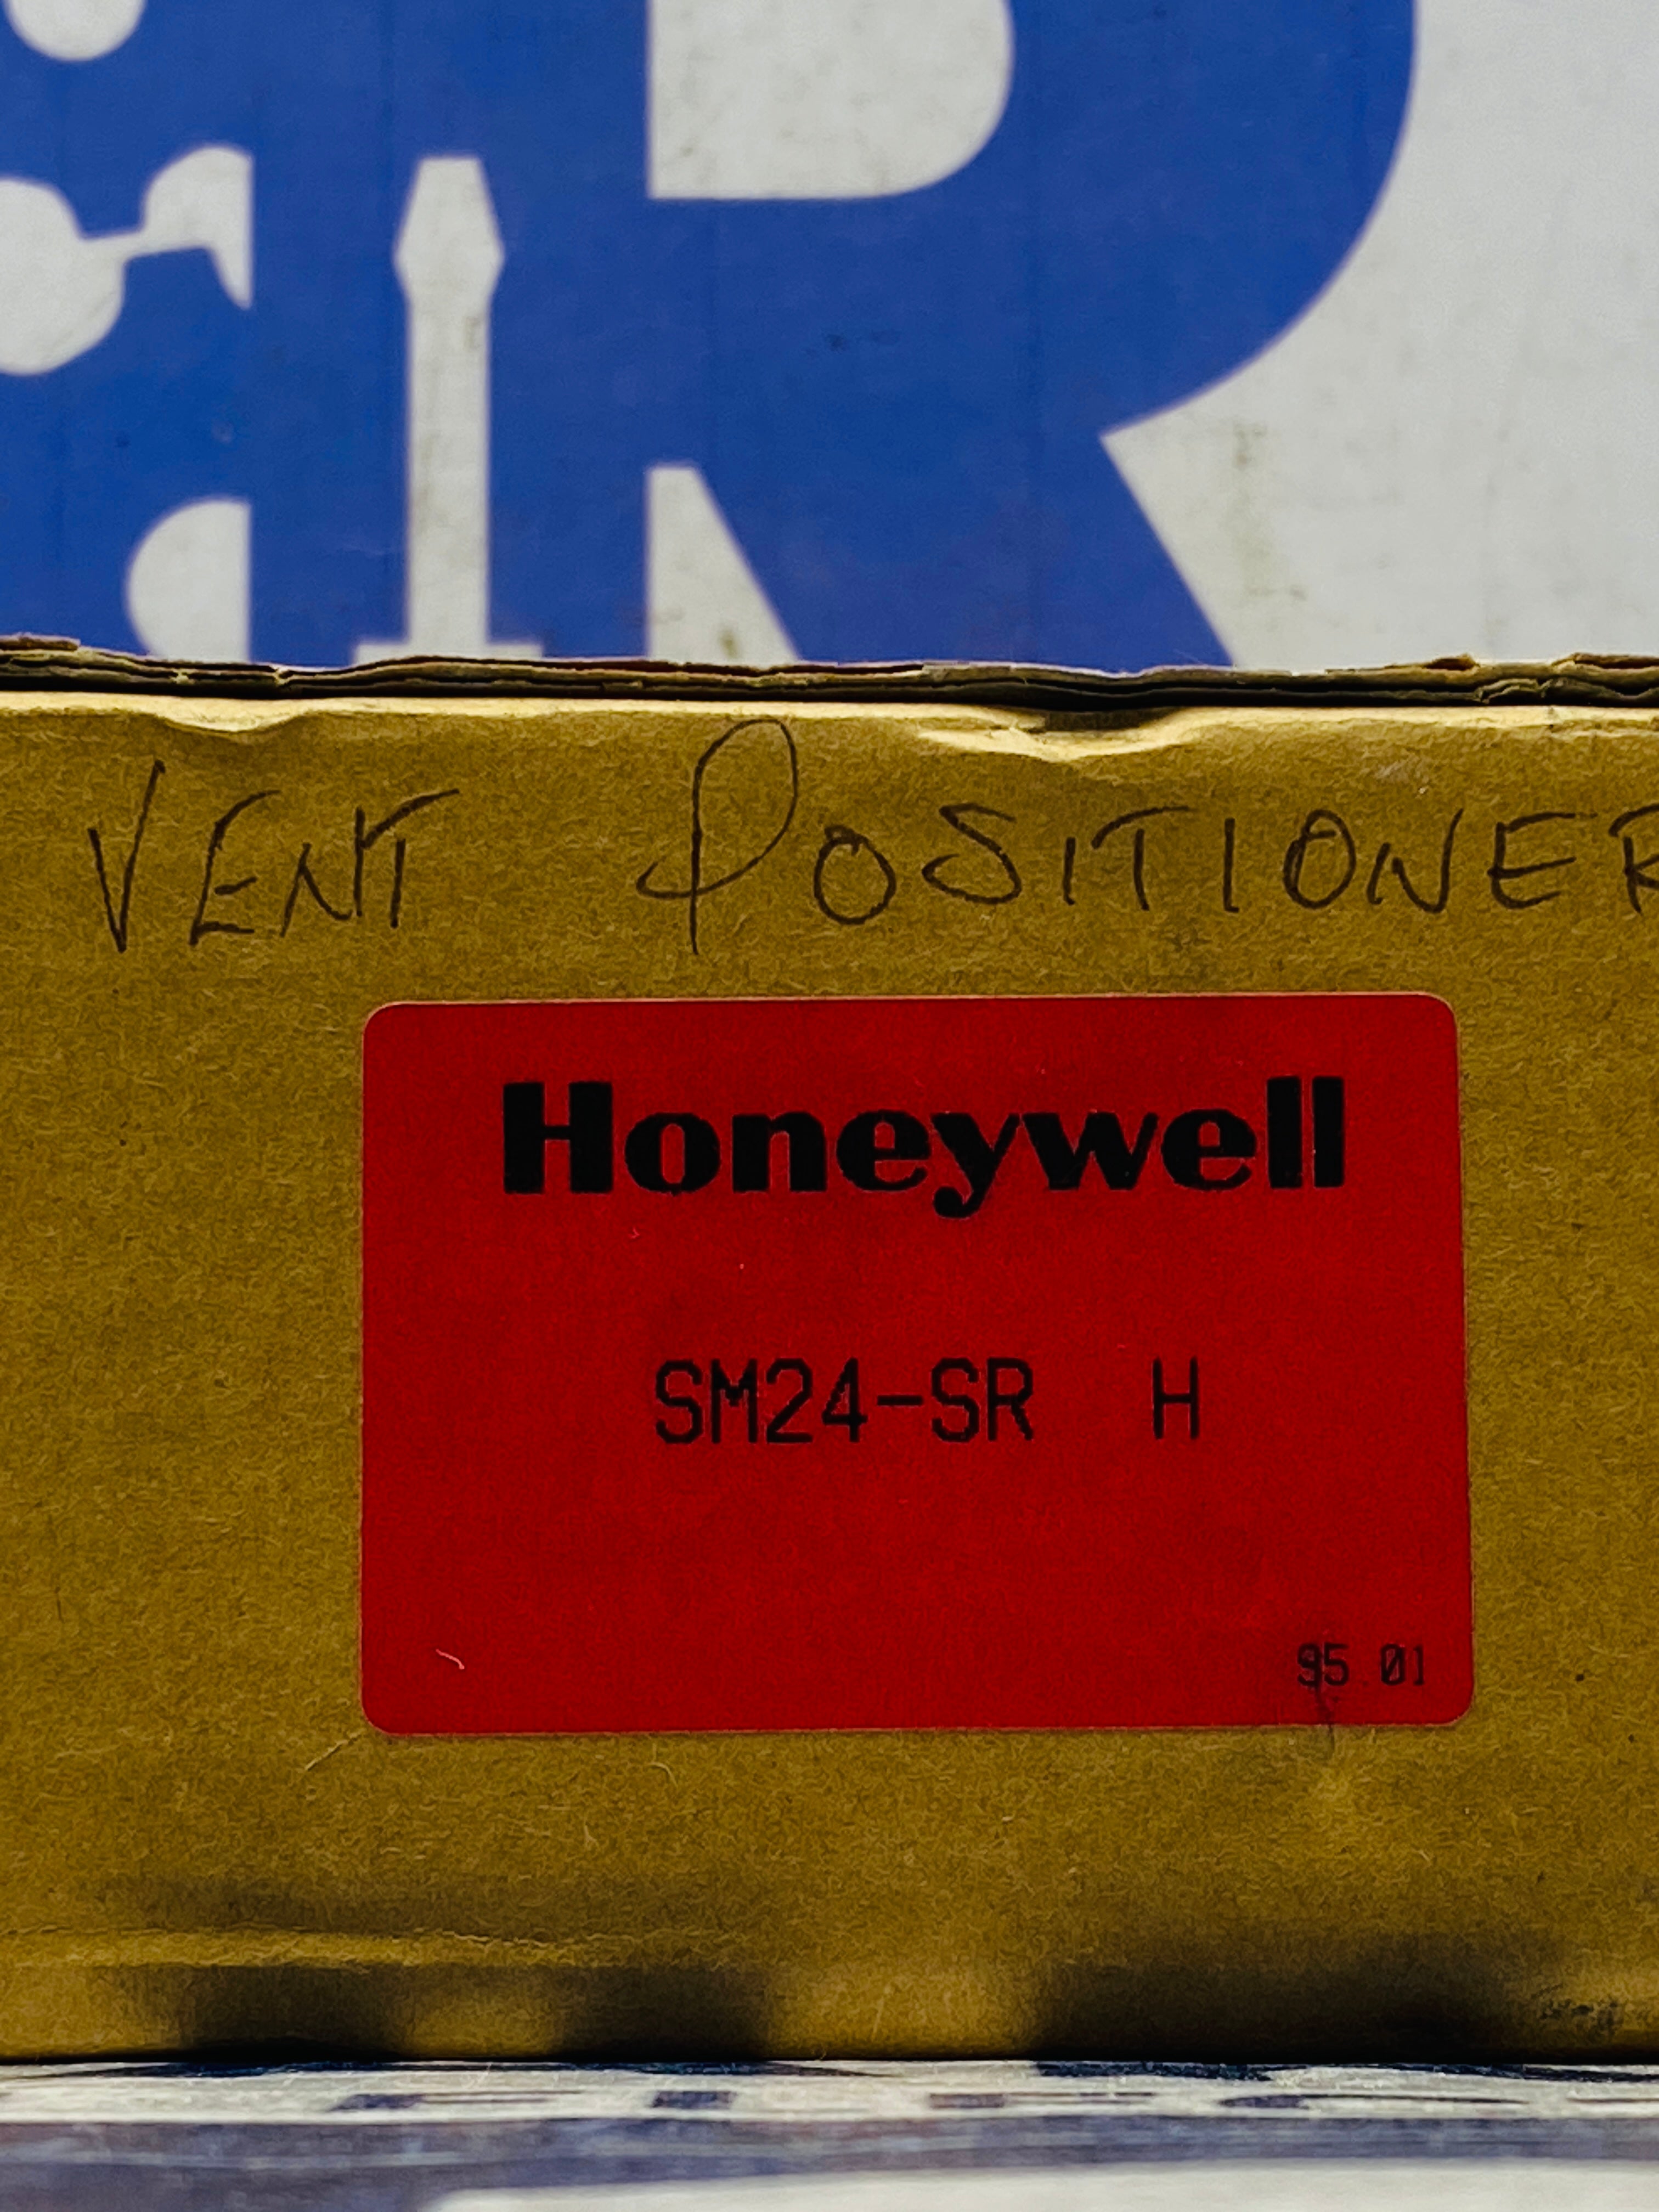 VENT POSITIONER
Honeywell
SM24-SR H
95 01